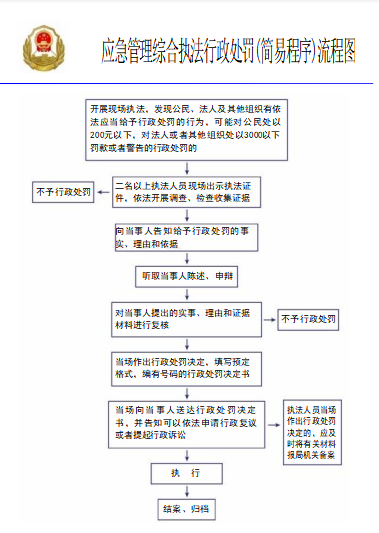 应急管理综合执法行政处罚(简易程序)流程图
开展现场执法，发现公民、法人及其他组织有依
法应当给予行政处罚的行为，可能对公民处以
200元以下，对法人或者其他组织处以3000以下
罚款或者警告的行政处罚的
不予行政处罚
二名以上执法人员现场出示执法证
件，依法开展调查、检查收集证据
向当事人告知给予行政处罚的事
实、理由和依据
听取当事人陈述、申辩
对当事人提出的实事、理由和证据
材料进行复核
不予行政处罚
当场作出行政处罚决定，填写预定
格式，编有号码的行政处罚决定书
当场向当事人送达行政处罚决定
书，并告知可以依法申请行政复议
或者提起行政诉讼
执法人员当场
作出行政处罚
决定的，应及
时将有关材料
报局机关备案
执 行
结案、归档